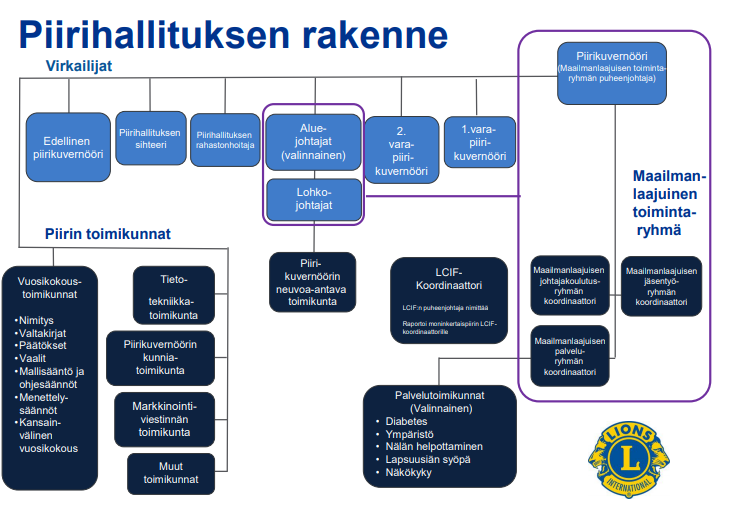 Piirihallituksen rakenne
Virkailijat
Piirikuvernööri
(Maailmanlaajuisen toiminta-
ryhmän puheenjohtaja)
Edellinen
piirikuvernööri
Piirihallituksen
sihteeri
Piirihallituksen
rahastonhoitaja
Alue-
johtajat
(valinnainen)
2.
vara-
piiri-
kuvernööri
1.vara-
piiri-
kuvernööri
Lohko-
johtajat
Maailman-
laajuinen
toiminta-
ryhmä
Piirin toimikunnat
Vuosikokous-
toimikunnat
•Nimitys
•Valtakirjat
•Päätökset
•Vaalit
•Mallisääntö ja
ohjesäännöt
•Menettely-
säännöt
•Kansain-
välinen
vuosikokous
Tieto-
tekniikka-
toimikunta
Piirikuvernöörin
kunnia-
toimikunta
Markkinointi-
viestinnän
toimikunta
Muut
toimikunnat
Piiri-
kuvernöörin
neuvoa-antava
toimikunta
LCIF-
Koordinaattori
LCIF:n puheenjohtaja nimittää
Raportoi moninkertaispiirin LCIF-
koordinaattorille
Maailmanlaajuisen
johtajakoulutus-
ryhmän
koordinaattori
Maailmanlaajuisen
jäsentyö-
ryhmän
koordinaattori
Maailmanlaajuisen
palvelu-
ryhmän
koordinaattori
Palvelutoimikunnat
(Valinnainen)
• Diabetes
• Ympäristö
• Nälän helpottaminen
• Lapsuusiän syöpä
• Näkökyky
LIONS
L
INTERNATIONAL